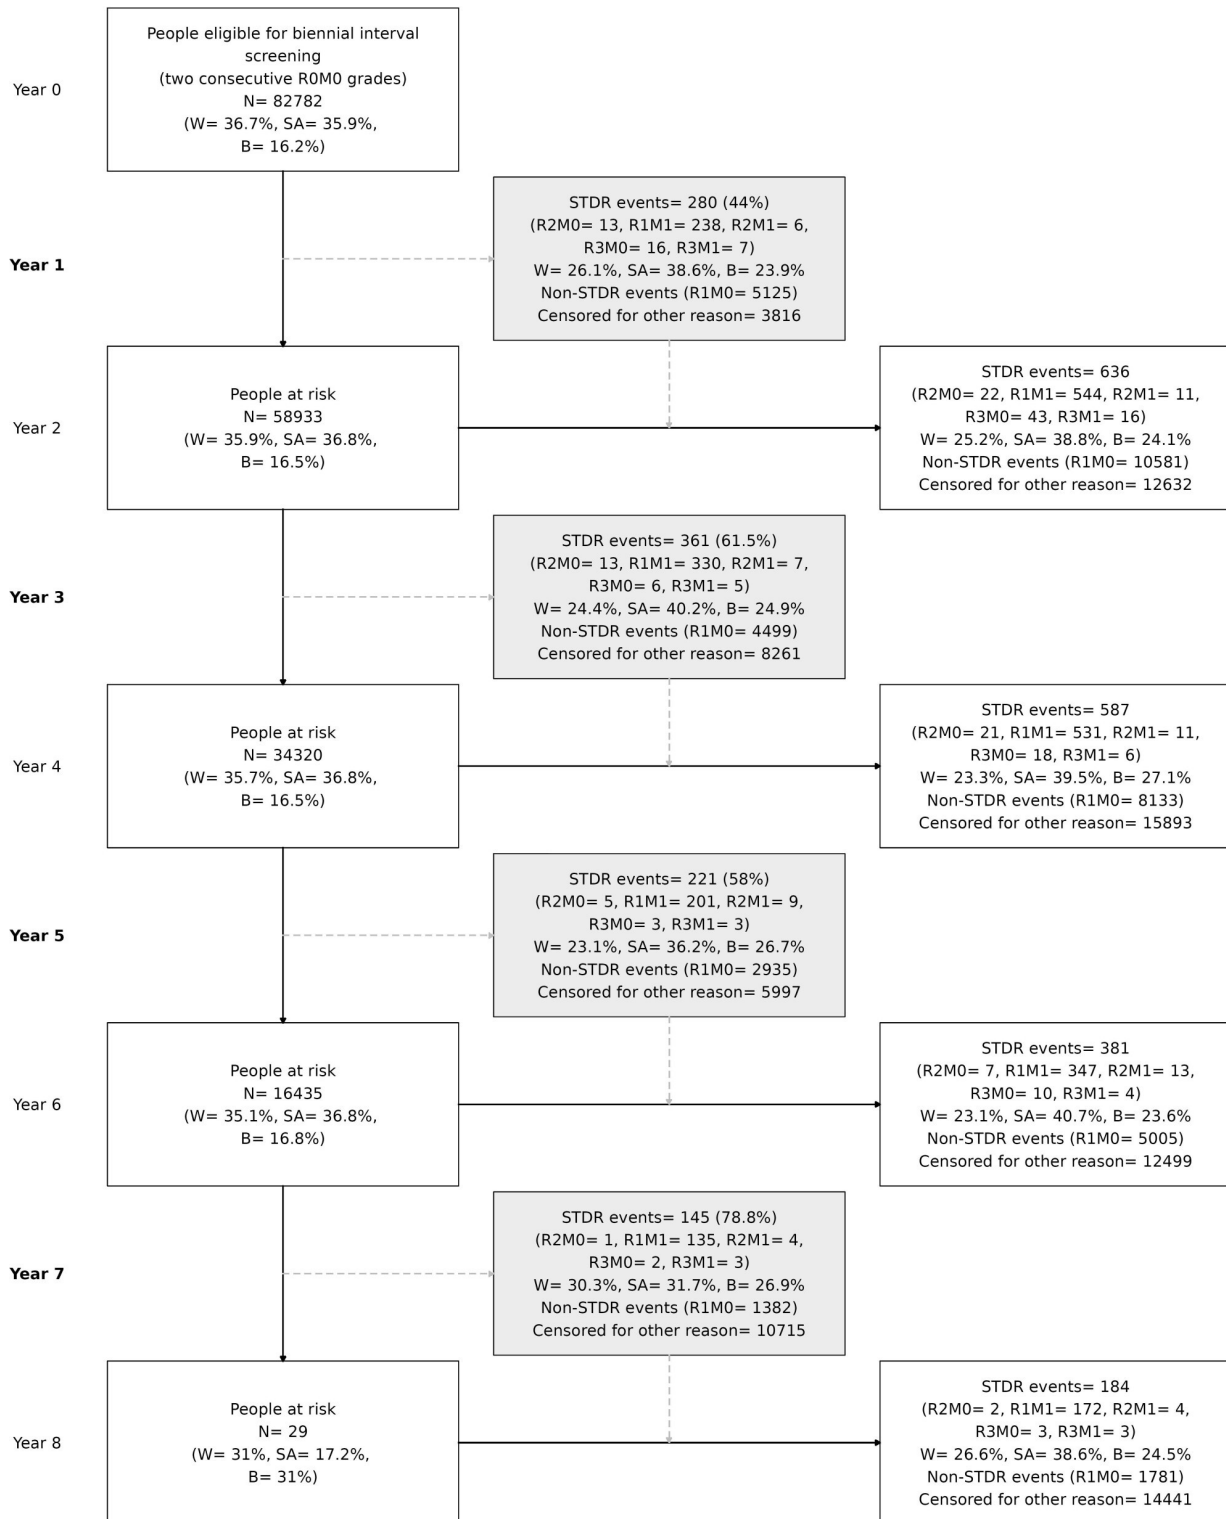 Year 0
People eligible for biennial interval
screening
(two consecutive R0M0 grades)
N= 82782
(W= 36.7%, SA= 35.9%,
B= 16.2%)
Year 1
STDR events= 280 (44%)
(R2M0= 13, R1M1= 238, R2M1= 6,
R3M0= 16, R3M1= 7)
W= 26.1%, SA= 38.6%, B= 23.9%
Non-STDR events (R1M0= 5125)
Censored for other reason= 3816
Year 2
People at risk
N= 58933
(W= 35.9%, SA= 36.8%,
B= 16.5%)
STDR events= 636
(R2M0= 22, R1M1= 544, R2M1= 11,
R3M0= 43, R3M1= 16)
W= 25.2%, SA= 38.8%, B= 24.1%
Non-STDR events (R1M0= 10581)
Censored for other reason= 12632
Year 3
STDR events= 361 (61.5%)
(R2M0= 13, R1M1= 330, R2M1= 7,
R3M0= 6, R3M1= 5)
W= 24.4%, SA= 40.2%, B= 24.9%
Non-STDR events (R1M0= 4499)
Censored for other reason= 8261
Year 4
People at risk
N= 34320
(W= 35.7%, SA= 36.8%,
B= 16.5%)
STDR events= 587
(R2M0= 21, R1M1= 531, R2M1= 11,
R3M0= 18, R3M1= 6)
W= 23.3%, SA= 39.5%, B= 27.1%
Non-STDR events (R1M0= 8133)
Censored for other reason= 15893
Year 5
STDR events= 221 (58%)
(R2M0= 5, R1M1= 201, R2M1= 9,
R3M0= 3, R3M1= 3)
W= 23.1%, SA= 36.2%, B= 26.7%
Non-STDR events (R1M0= 2935)
Censored for other reason= 5997
Year 6
People at risk
N= 16435
(W= 35.1%, SA= 36.8%,
B= 16.8%)
STDR events= 381
(R2M0= 7, R1M1= 347, R2M1= 13,
R3M0= 10, R3M1= 4)
W= 23.1%, SA= 40.7%, B= 23.6%
Non-STDR events (R1M0= 5005)
Censored for other reason= 12499
Year 7
STDR events= 145 (78.8%)
(R2M0= 1, R1M1= 135, R2M1= 4,
R3M0= 2, R3M1= 3)
W= 30.3%, SA= 31.7%, B= 26.9%
Non-STDR events (R1M0= 1382)
Censored for other reason= 10715
Year 8
People at risk
N= 29
(W= 31%, SA= 17.2%,
B= 31%)
STDR events= 184
(R2M0= 2, R1M1= 172, R2M1= 4,
R3M0= 3, R3M1= 3)
W= 26.6%, SA= 38.6%, B= 24.5%
Non-STDR events (R1M0= 1781)
Censored for other reason= 14441